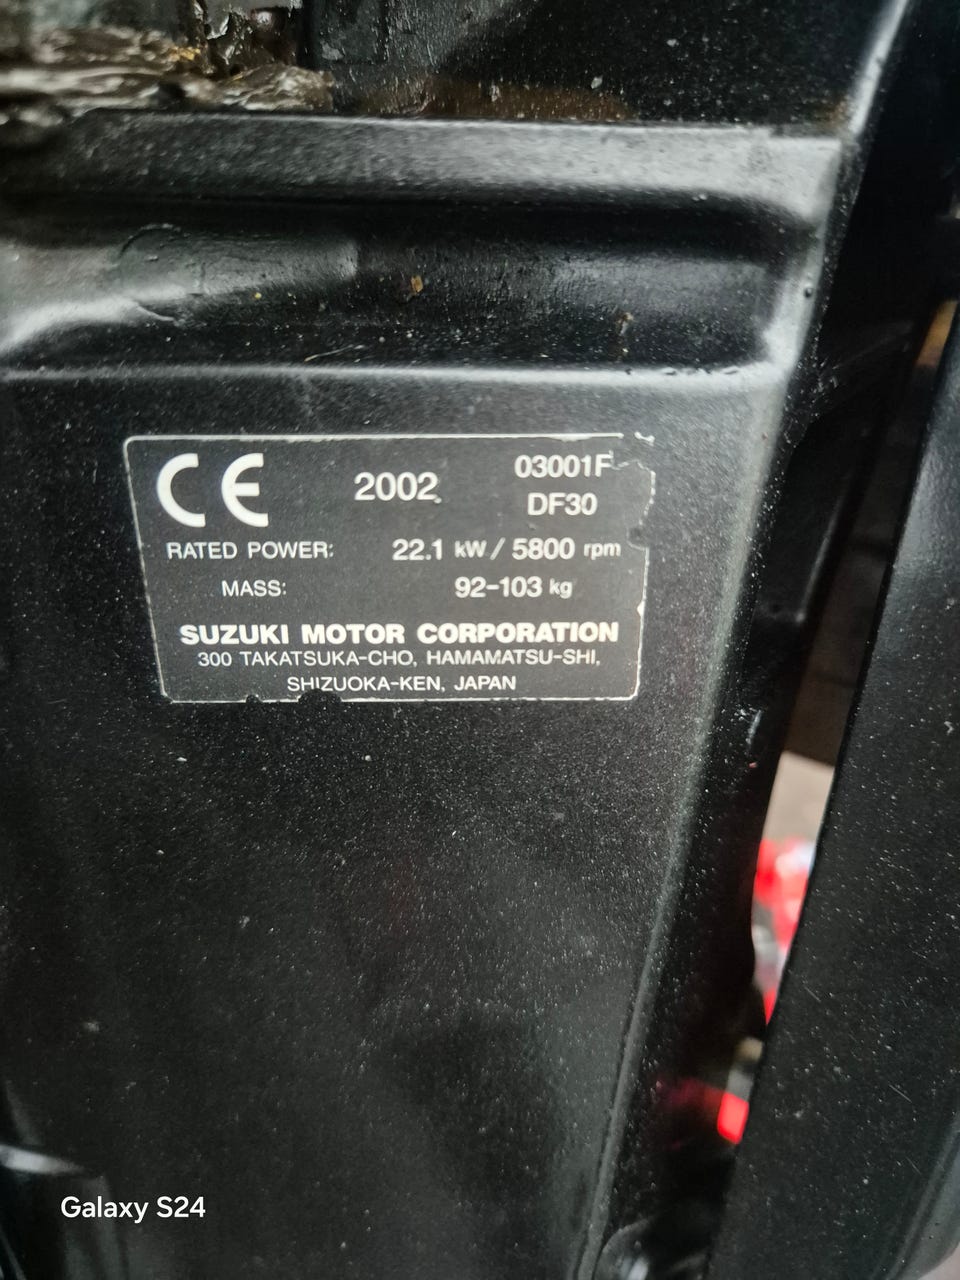 CE 2002 03001F
DF30
RATED POWER: 22.1 kW / 5800 rpm
MASS: 92-103 kg
SUZUKI MOTOR CORPORATION
300 TAKATSUKA-CHO, HAMAMATSU-SHI,
SHIZUOKA-KEN, JAPAN
Galaxy S24